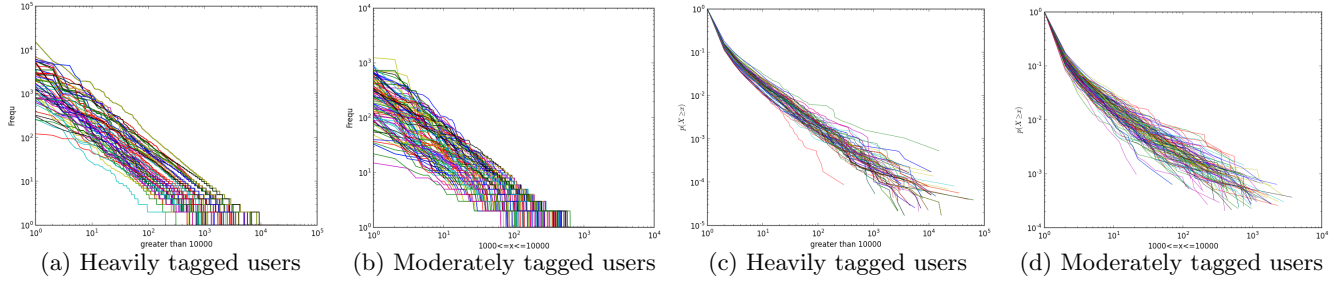 10^5
10^4
10^3
10^2
10^1
10^0
Frequ
10^0 10^1 10^2 10^3 10^4 10^5
greater than 10000
(a) Heavily tagged users
10^4
10^3
10^2
10^1
10^0
Frequ
10^0 10^1 10^2 10^3 10^4
1000<=x<=10000
(b) Moderately tagged users
10^0
10^-1
10^-2
10^-3
10^-4
10^-5
p(X ≥x)
10^0 10^1 10^2 10^3 10^4 10^5
greater than 10000
(c) Heavily tagged users
10^0
10^-1
10^-2
10^-3
10^-4
p(X ≥x)
10^0 10^1 10^2 10^3 10^4
1000<=x<=10000
(d) Moderately tagged users